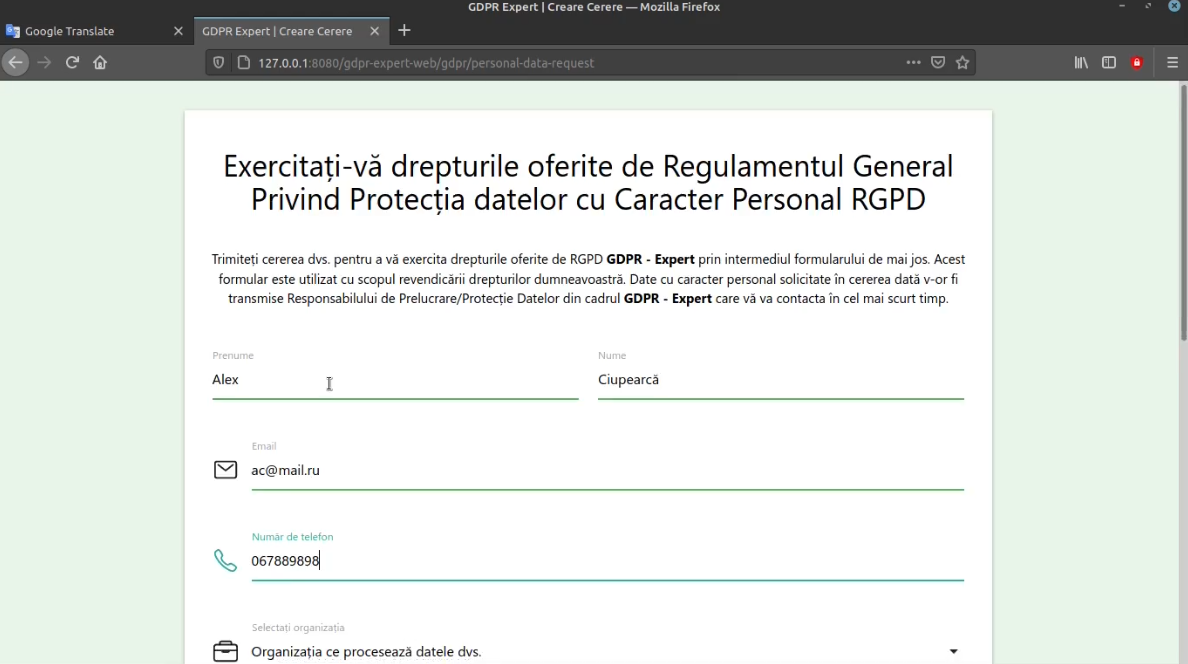 GDPR Expert | Creare Cerere — Mozilla Firefox
Google Translate
GDPR Expert | Creare Cerere
127.0.0.1:8080/gdpr-expert-web/gdpr/personal-data-request
Exercitați-vă drepturile oferite de Regulamentul General
Privind Protecția datelor cu Caracter Personal RGPD
Trimiteți cererea dvs. pentru a vă exercita drepturile oferite de RGPD GDPR - Expert prin intermediul formularului de mai jos. Acest
formular este utilizat cu scopul revendicării drepturilor dumneavoastră. Date cu caracter personal solicitate în cererea dată v-or fi
transmise Responsabilului de Prelucrare/Protecție Datelor din cadrul GDPR - Expert care vă va contacta în cel mai scurt timp.
Prenume
Nume
Alex
Ciupearcă
Email
ac@mail.ru
Număr de telefon
067889898
Selectați organizația
Organizația ce procesează datele dvs.